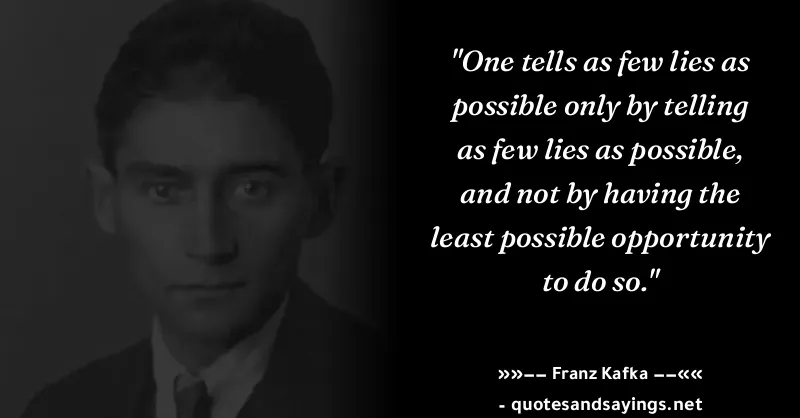 "One tells as few lies as
possible only by telling
as few lies as possible,
and not by having the
least possible opportunity
to do so."
»»−− Franz Kafka −−««
- quotesandsayings.net